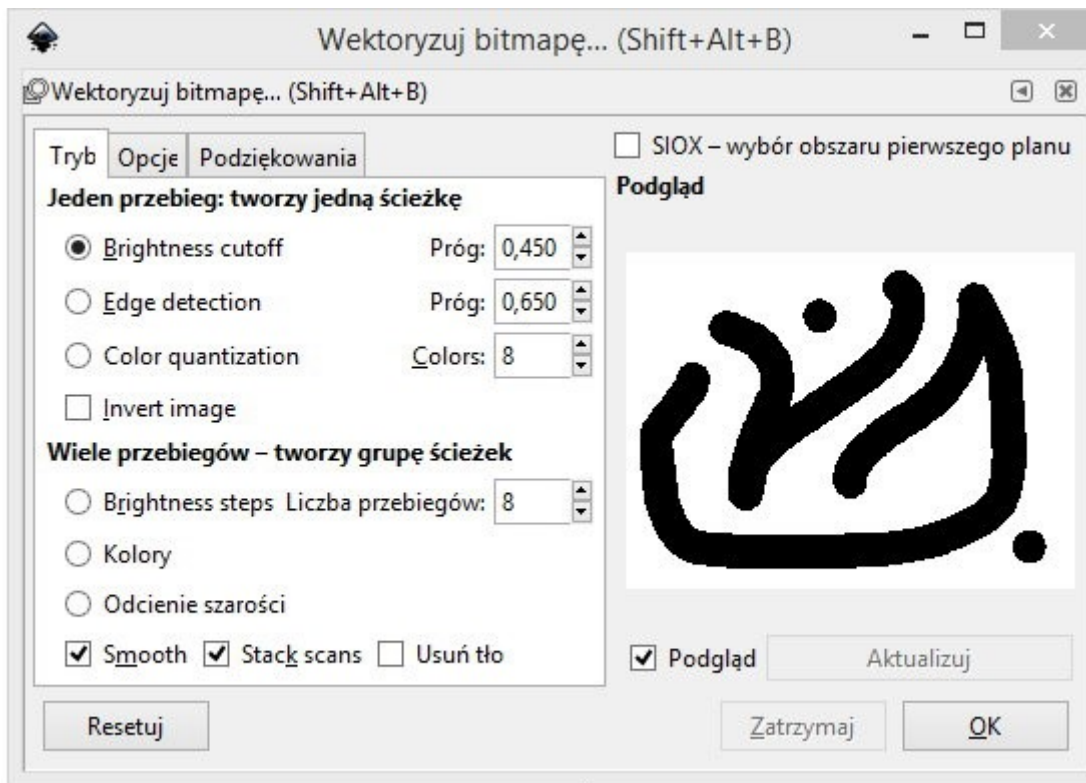 Wektoryzuj bitmapę... (Shift+Alt+B)
Wektoryzuj bitmapę... (Shift+Alt+B)
Tryb Opcje Podziękowania
SIOX – wybór obszaru pierwszego planu
Jeden przebieg: tworzy jedną ścieżkę
Podgląd
Brightness cutoff Próg: 0,450
Edge detection Próg: 0,650
Color quantization Colors: 8
Invert image
Wiele przebiegów – tworzy grupę ścieżek
Brightness steps Liczba przebiegów: 8
Kolory
Odcienie szarości
Smooth Stack scans Usuń tło
Podgląd Aktualizuj
Resetuj Zatrzymaj OK